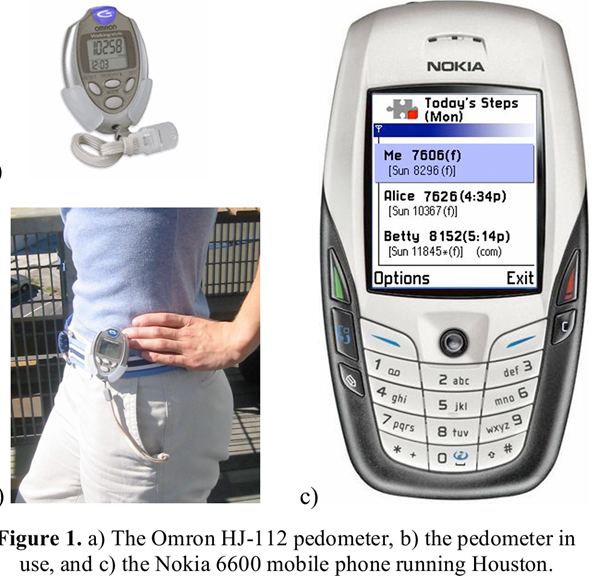 OMRON
10258
12:03
NOKIA
Today's Steps
(Mon)
Me 7606(f)
[Sun 8296 (f)]
Alice 7626(4:34p)
[Sun 10367(f)]
Betty 8152(5:14p)
[Sun 11845*(f)] (com)
Options Exit
c
1
2 abc
def 3
4 ghi
5 jkl
mno 6
7 pqrs
8 tuv
wxyz 9
* +
0
#
)
)
c)
Figure 1. a) The Omron HJ-112 pedometer, b) the pedometer in
use, and c) the Nokia 6600 mobile phone running Houston.